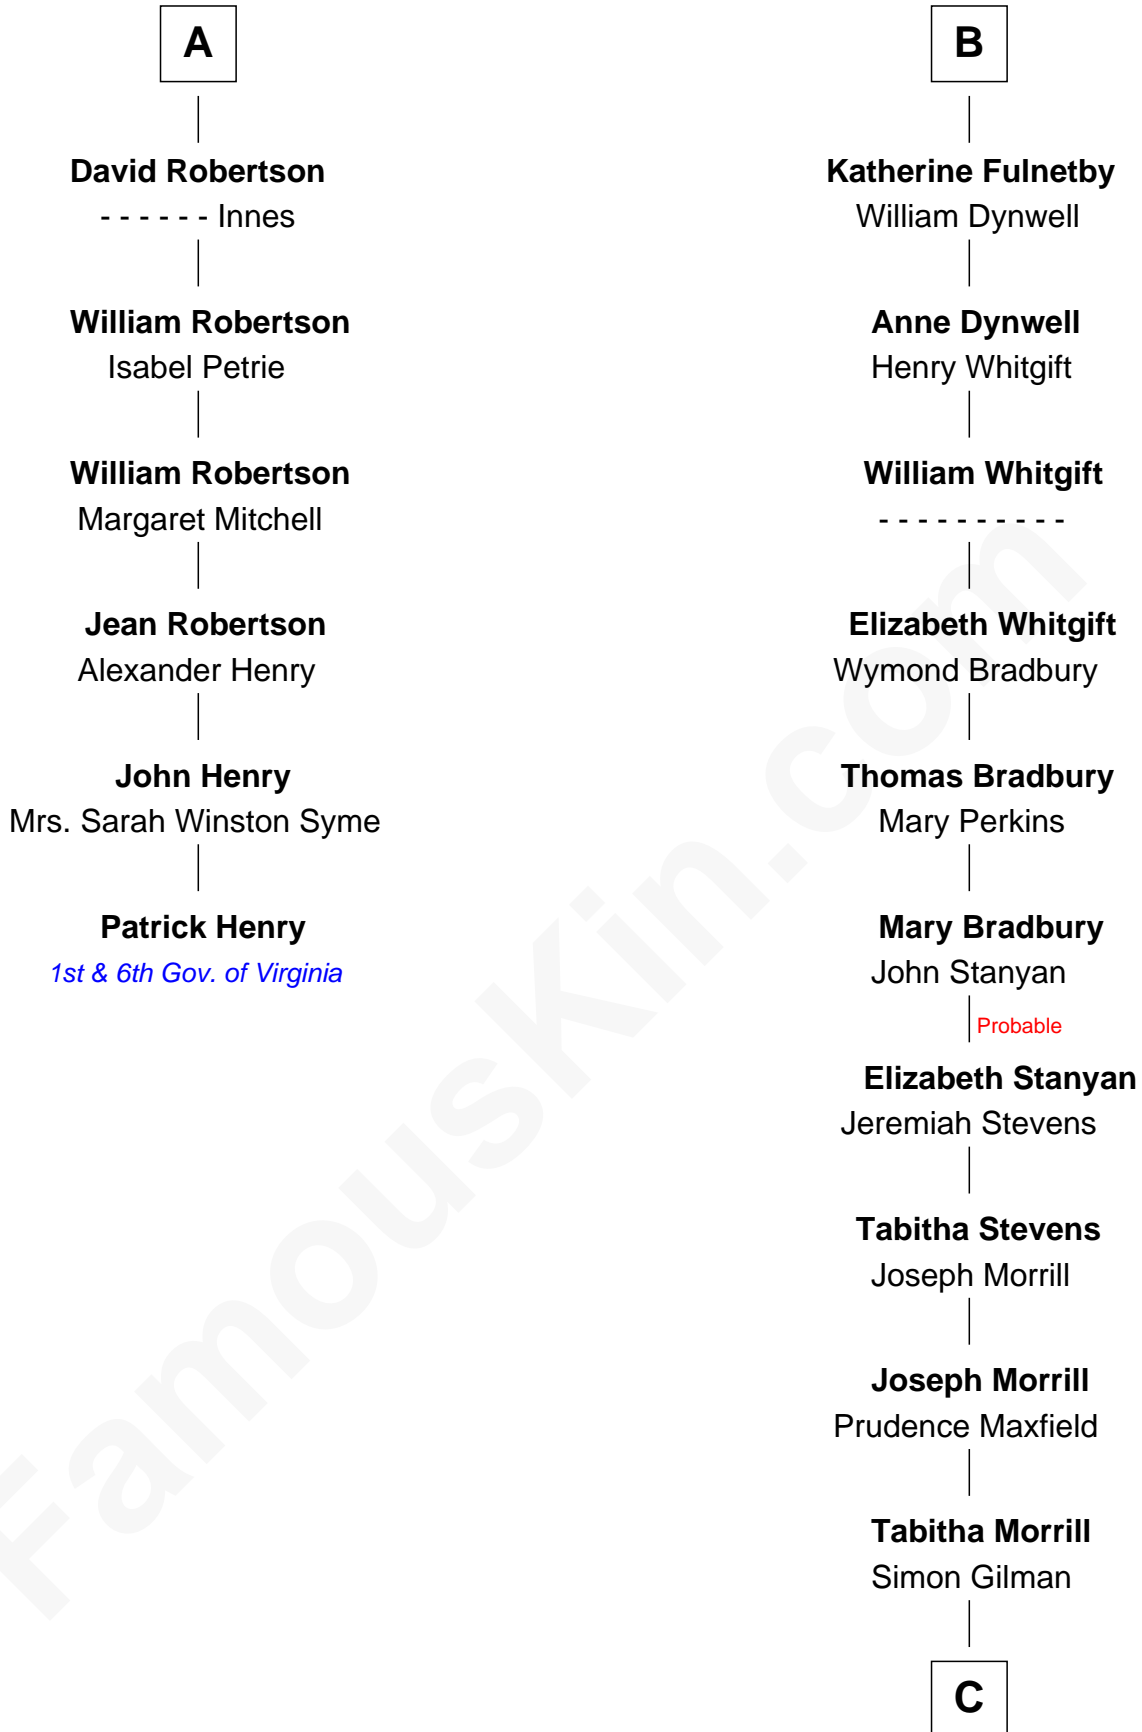 A
David Robertson
- - - - - - Innes
William Robertson
Isabel Petrie
William Robertson
Margaret Mitchell
Jean Robertson
Alexander Henry
John Henry
Mrs. Sarah Winston Syme
Patrick Henry
1st & 6th Gov. of Virginia
B
Katherine Fulnetby
William Dynwell
Anne Dynwell
Henry Whitgift
William Whitgift
- - - - - - - - - -
Elizabeth Whitgift
Wymond Bradbury
Thomas Bradbury
Mary Perkins
Mary Bradbury
John Stanyan
Probable
Elizabeth Stanyan
Jeremiah Stevens
Tabitha Stevens
Joseph Morrill
Joseph Morrill
Prudence Maxfield
Tabitha Morrill
Simon Gilman
C
FamousKin.com